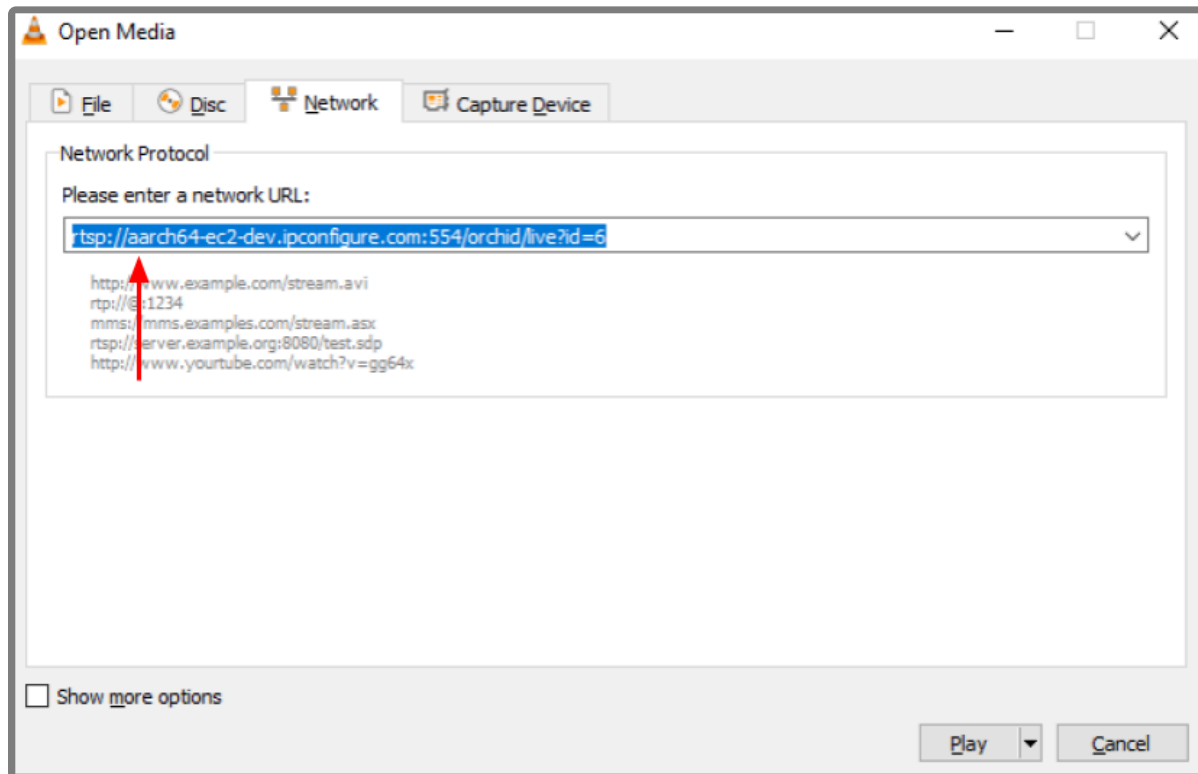 Open Media
File Disc Network Capture Device
Network Protocol
Please enter a network URL:
rtsp://aarch64-ec2-dev.ipconfigure.com:554/orchid/live?id=6
http://www.example.com/stream.avi
rtp://@:1234
mms://mms.examples.com/stream.asx
rtsp://server.example.org:8080/test.sdp
http://www.yourtube.com/watch?v=gg64x
Show more options
Play Cancel